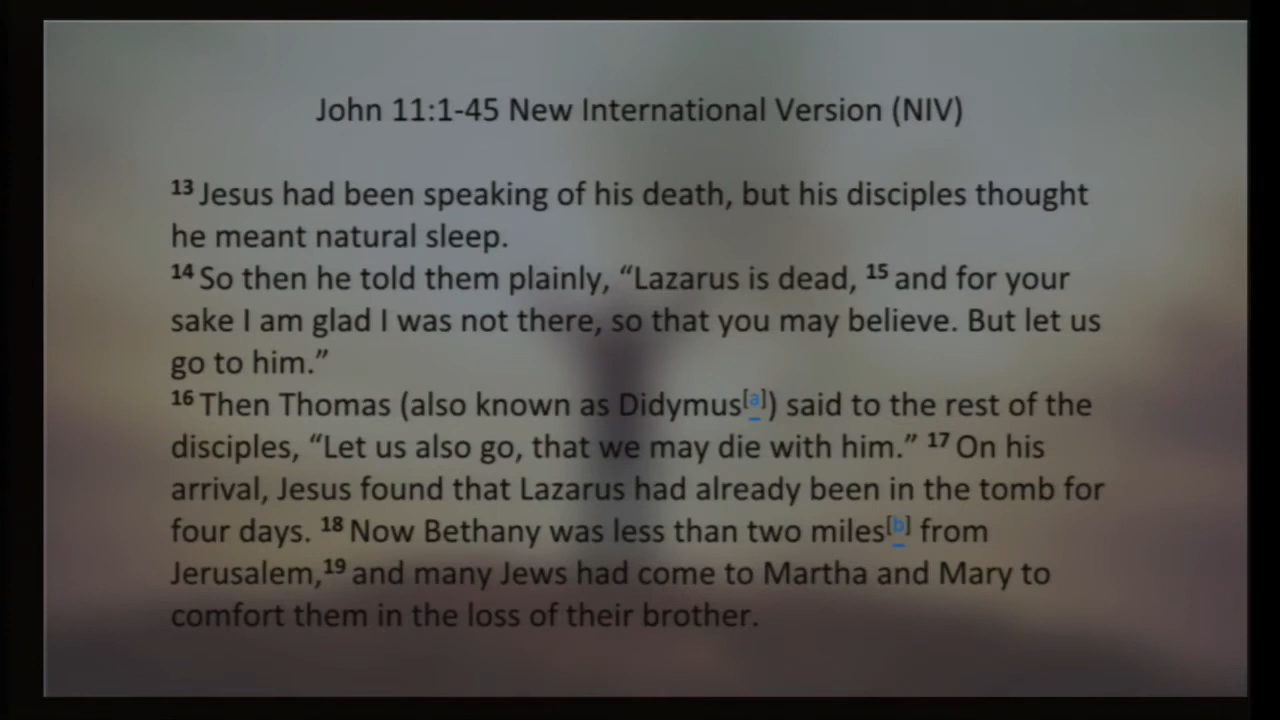 John 11:1-45 New International Version (NIV)
13 Jesus had been speaking of his death, but his disciples thought
he meant natural sleep.
14 So then he told them plainly, “Lazarus is dead, 15 and for your
sake I am glad I was not there, so that you may believe. But let us
go to him.”
16 Then Thomas (also known as Didymus[a]) said to the rest of the
disciples, “Let us also go, that we may die with him.” 17 On his
arrival, Jesus found that Lazarus had already been in the tomb for
four days. 18 Now Bethany was less than two miles[b] from
Jerusalem,19 and many Jews had come to Martha and Mary to
comfort them in the loss of their brother.